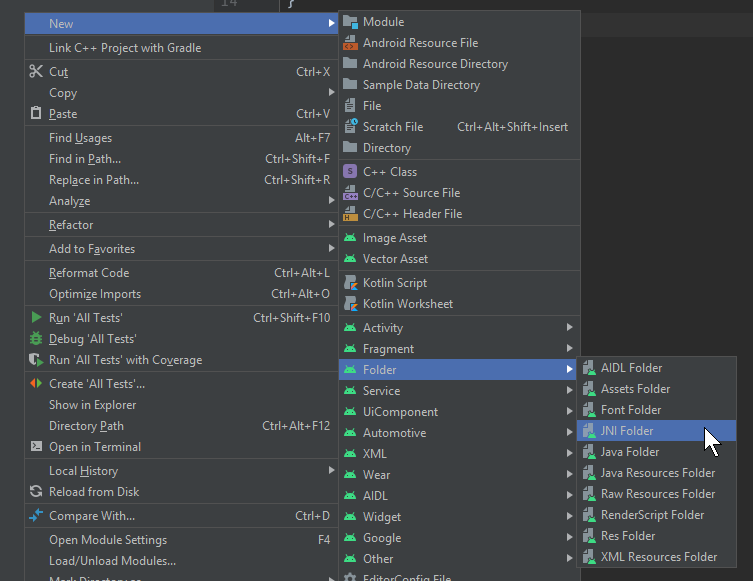 14 }
New
Link C++ Project with Gradle
Cut Ctrl+X
Copy
Paste Ctrl+V
Find Usages Alt+F7
Find in Path... Ctrl+Shift+F
Replace in Path... Ctrl+Shift+R
Analyze
Refactor
Add to Favorites
Reformat Code Ctrl+Alt+L
Optimize Imports Ctrl+Alt+O
Run 'All Tests' Ctrl+Shift+F10
Debug 'All Tests'
Run 'All Tests' with Coverage
Create 'All Tests'...
Show in Explorer
Directory Path Ctrl+Alt+F12
Open in Terminal
Local History
Reload from Disk
Compare With... Ctrl+D
Open Module Settings F4
Load/Unload Modules...
Mark Directory as
Module
Android Resource File
Android Resource Directory
Sample Data Directory
File
Scratch File Ctrl+Alt+Shift+Insert
Directory
S C++ Class
C++ C/C++ Source File
H C/C++ Header File
Image Asset
Vector Asset
Kotlin Script
Kotlin Worksheet
Activity
Fragment
Folder
Service
UiComponent
Automotive
XML
Wear
AIDL
Widget
Google
Other
EditorConfig File
AIDL Folder
Assets Folder
Font Folder
JNI Folder
Java Folder
Java Resources Folder
Raw Resources Folder
RenderScript Folder
Res Folder
XML Resources Folder